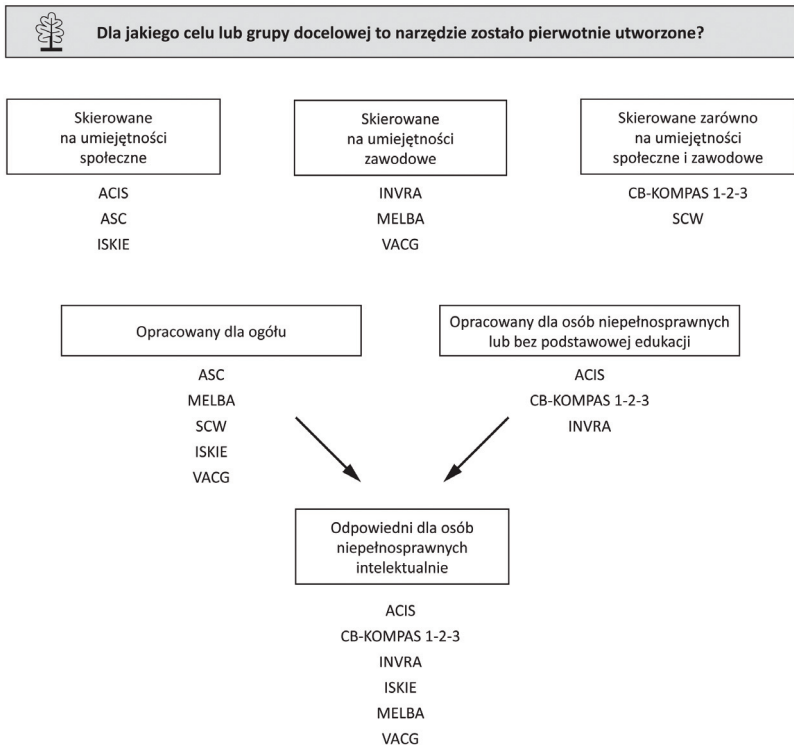 Dla jakiego celu lub grupy docelowej to narzędzie zostało pierwotnie utworzone?
Skierowane
na umiejętności
społeczne
ACIS
ASC
ISKIE
Skierowane
na umiejętności
zawodowe
INVRA
MELBA
VACG
Skierowane zarówno
na umiejętności
społeczne i zawodowe
CB-KOMPAS 1-2-3
SCW
Opracowany dla ogółu
ASC
MELBA
SCW
ISKIE
VACG
Opracowany dla osób niepełnosprawnych
lub bez podstawowej edukacji
ACIS
CB-KOMPAS 1-2-3
INVRA
Odpowiedni dla osób
niepełnosprawnych
intelektualnie
ACIS
CB-KOMPAS 1-2-3
INVRA
ISKIE
MELBA
VACG